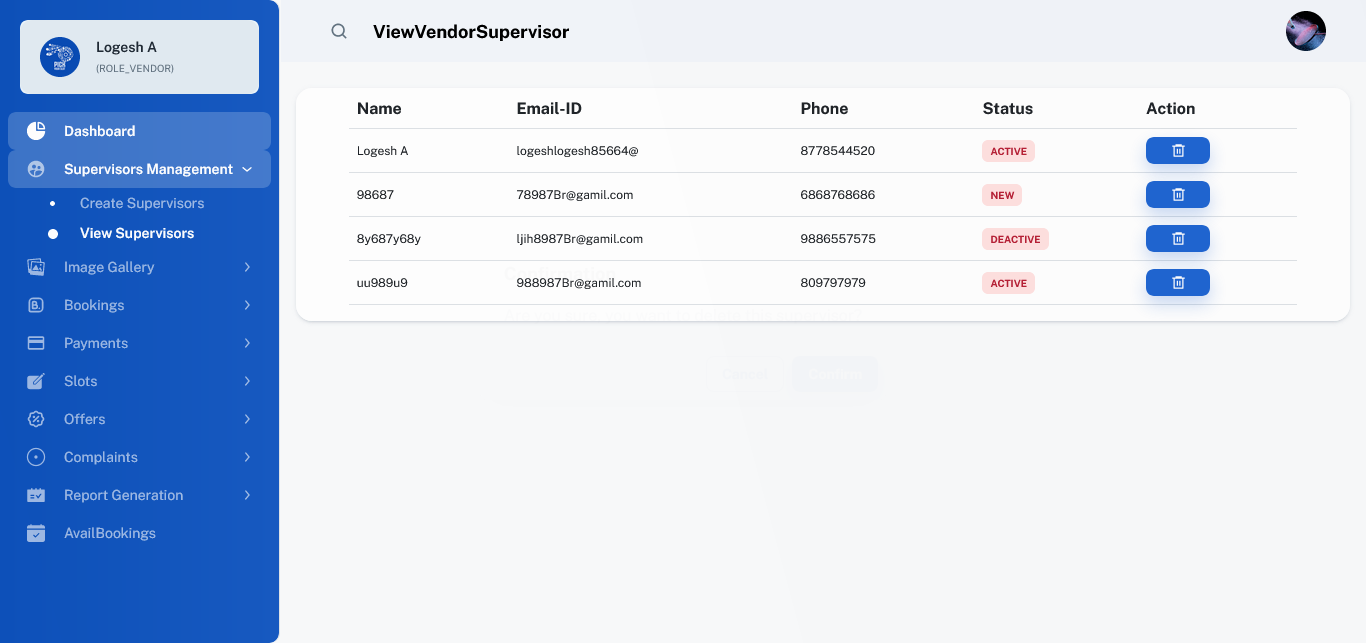 Logesh A
(ROLE_VENDOR)
Dashboard
Supervisors Management
Create Supervisors
View Supervisors
Image Gallery
Bookings
Payments
Slots
Offers
Complaints
Report Generation
AvailBookings
ViewVendorSupervisor
Name Email-ID Phone Status Action
Logesh A logeshlogesh85664@ 8778544520 ACTIVE
98687 78987Br@gamil.com 6868768686 NEW
8y687y68y ljih8987Br@gamil.com 9886557575 DEACTIVE
uu989u9 988987Br@gamil.com 809797979 ACTIVE